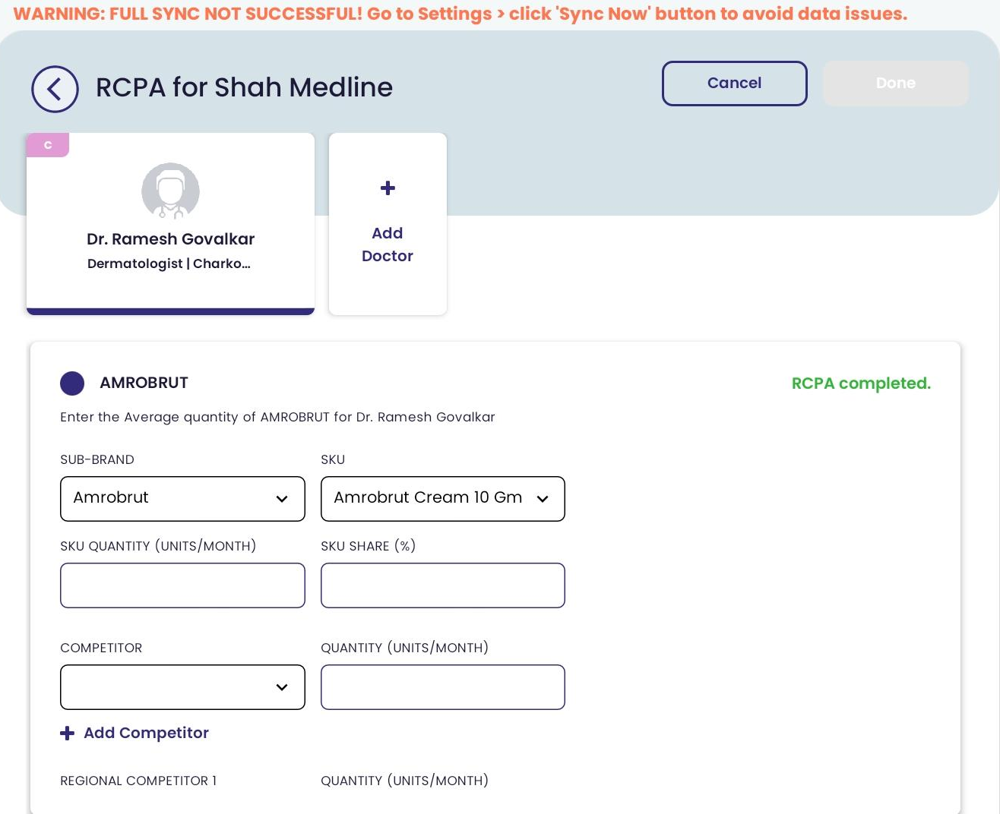 WARNING: FULL SYNC NOT SUCCESSFUL! Go to Settings > click 'Sync Now' button to avoid data issues.
RCPA for Shah Medline
Cancel
Done
C
Dr. Ramesh Govalkar
Dermatologist | Charko...
Add
Doctor
AMROBRUT
RCPA completed.
Enter the Average quantity of AMROBRUT for Dr. Ramesh Govalkar
SUB-BRAND
SKU
Amrobrut
Amrobrut Cream 10 Gm
SKU QUANTITY (UNITS/MONTH)
SKU SHARE (%)
COMPETITOR
QUANTITY (UNITS/MONTH)
Add Competitor
REGIONAL COMPETITOR 1
QUANTITY (UNITS/MONTH)